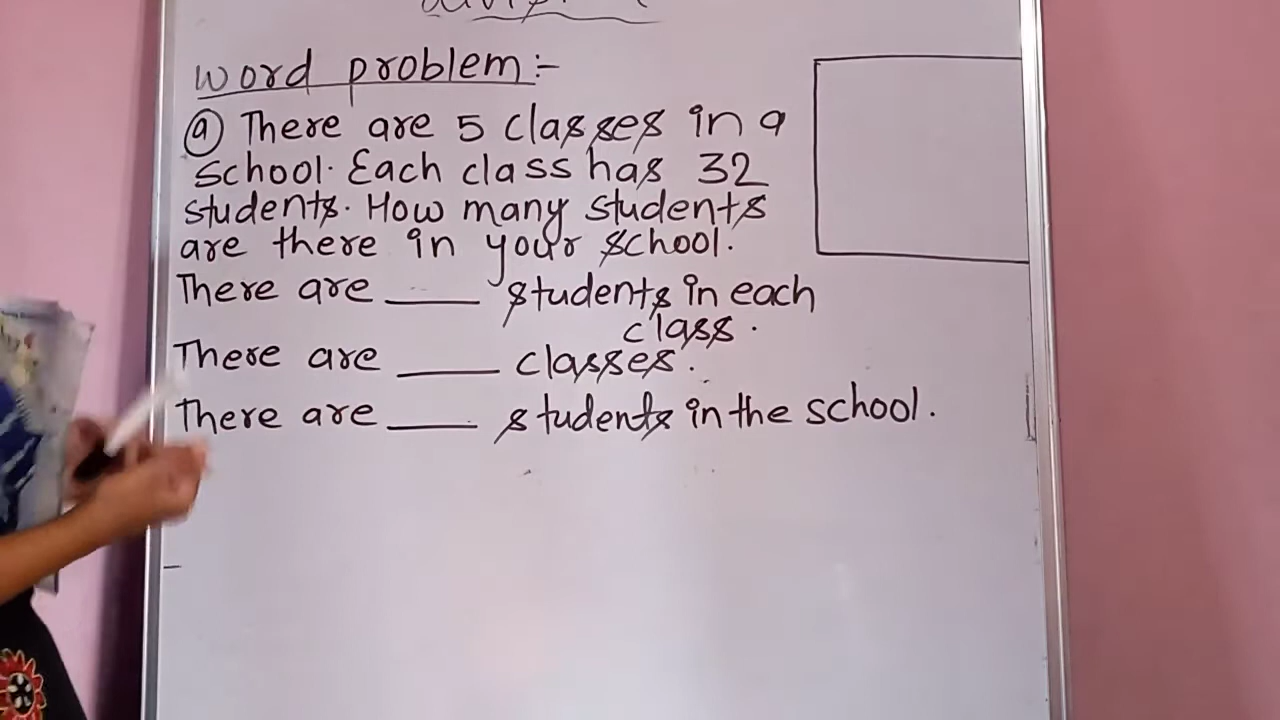 Word problem :-
(a) There are 5 classes in a
School. Each class has 32
students. How many students
are there in your school.
There are ____ students in each
class.
There are ____ classes.
There are ____ students in the school.